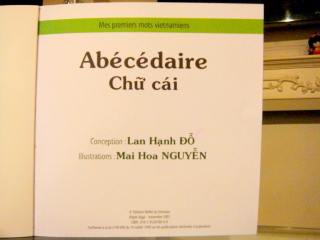 Mes premiers mots vietnamiens
Abécédaire
Chữ cái
Conception : Lan Hạnh ĐỖ
Illustrations : Mai Hoa NGUYỄN